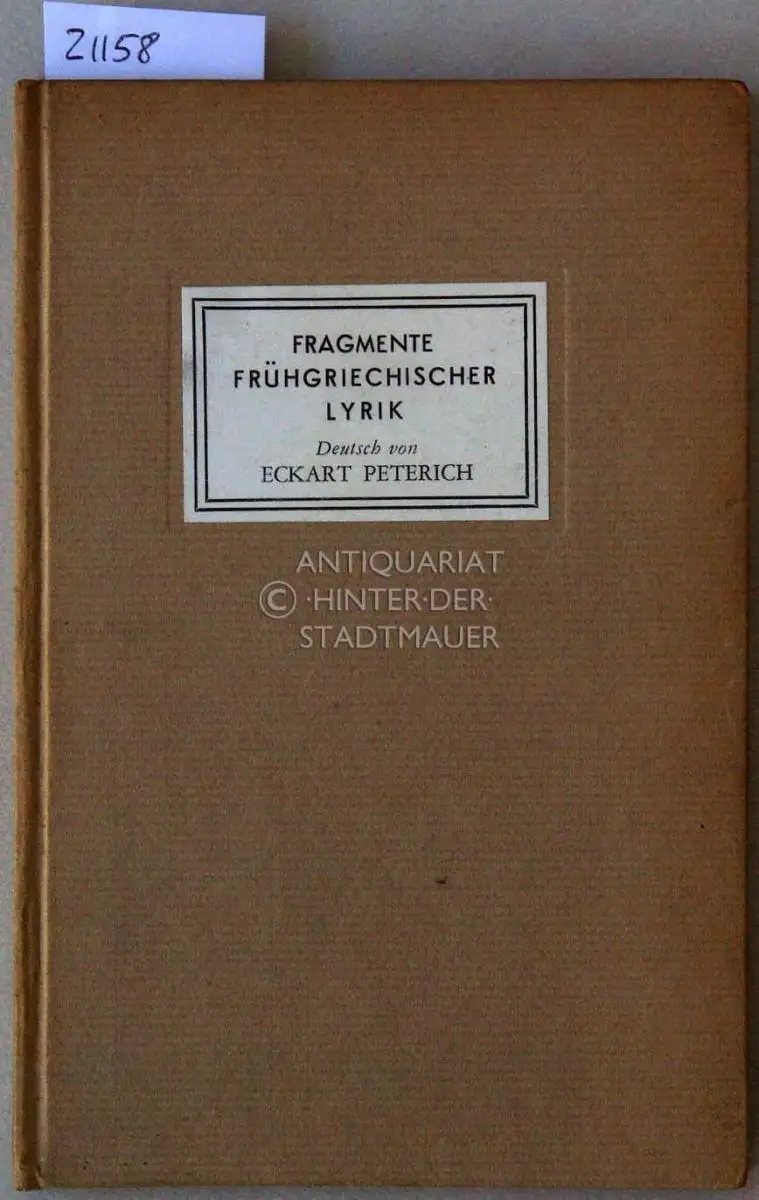 21158
FRAGMENTE
FRÜHGRIECHISCHER
LYRIK
Deutsch von
ECKART PETERICH
ANTIQUARIAT
© ·HINTER·DER·
STADTMAUER